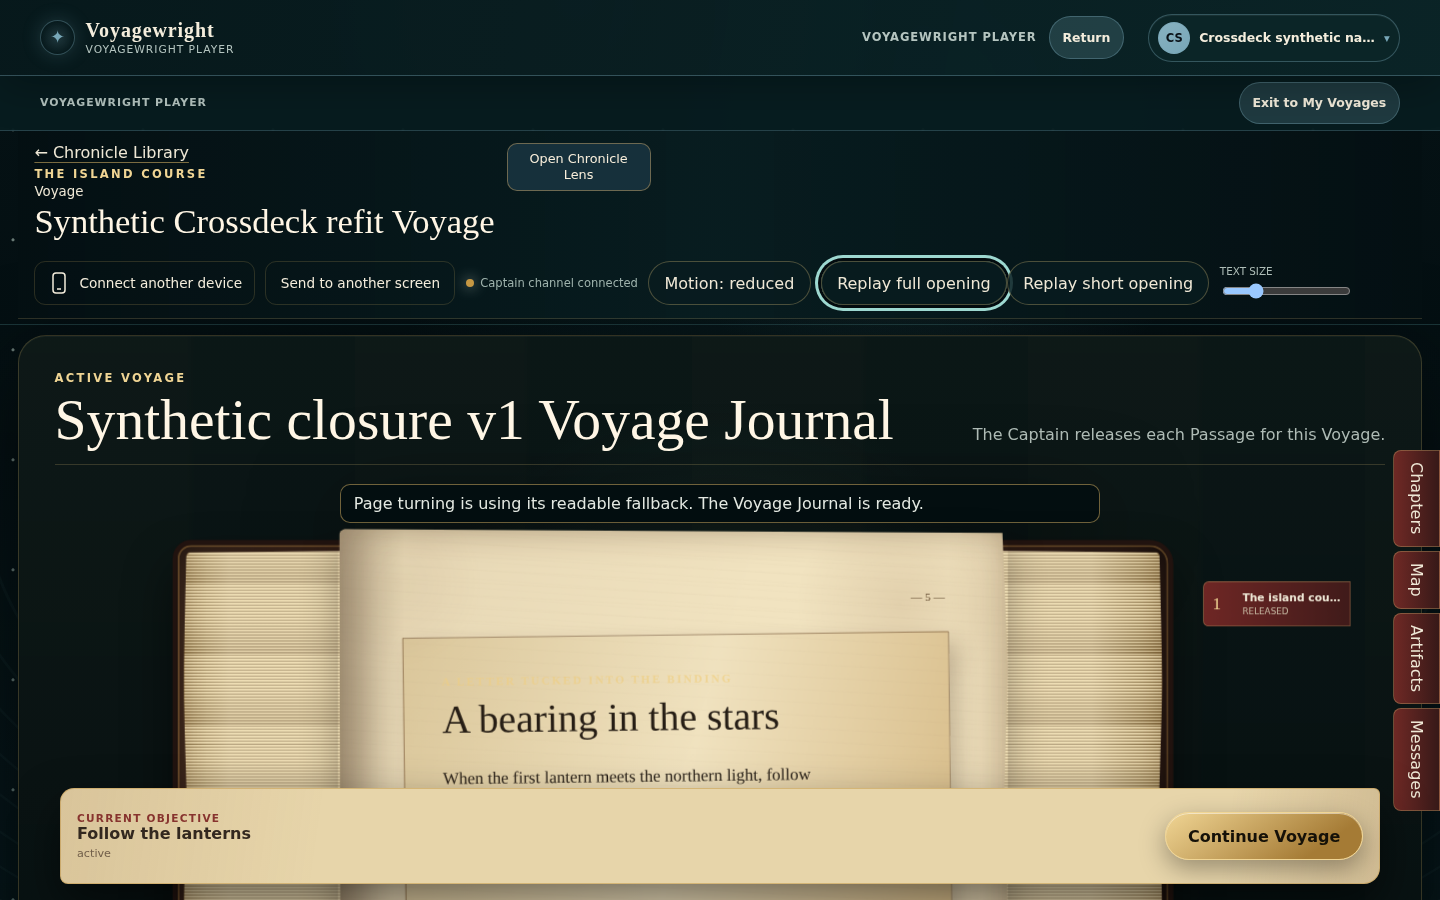 Voyagewright
VOYAGEWRIGHT PLAYER
VOYAGEWRIGHT PLAYER
Return
CS
Crossdeck synthetic na…
VOYAGEWRIGHT PLAYER
Exit to My Voyages
← Chronicle Library
THE ISLAND COURSE
Voyage
Synthetic Crossdeck refit Voyage
Open Chronicle
Lens
Connect another device
Send to another screen
Captain channel connected
Motion: reduced
Replay full opening
Replay short opening
TEXT SIZE
ACTIVE VOYAGE
Synthetic closure v1 Voyage Journal
The Captain releases each Passage for this Voyage.
Page turning is using its readable fallback. The Voyage Journal is ready.
— 5 —
INTO THE BINDING
A bearing in the stars
When the first lantern meets the northern light, follow
1
The island cou…
RELEASED
Chapters
Map
Artifacts
Messages
CURRENT OBJECTIVE
Follow the lanterns
active
Continue Voyage